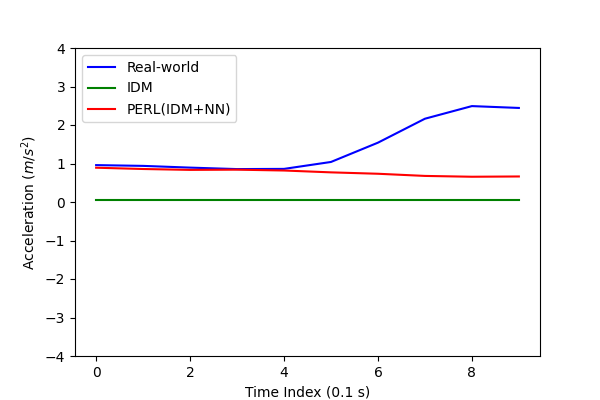 4
3
2
1
0
−1
−2
−3
−4
Acceleration (m/s²)
Real-world
IDM
PERL(IDM+NN)
0 2 4 6 8
Time Index (0.1 s)